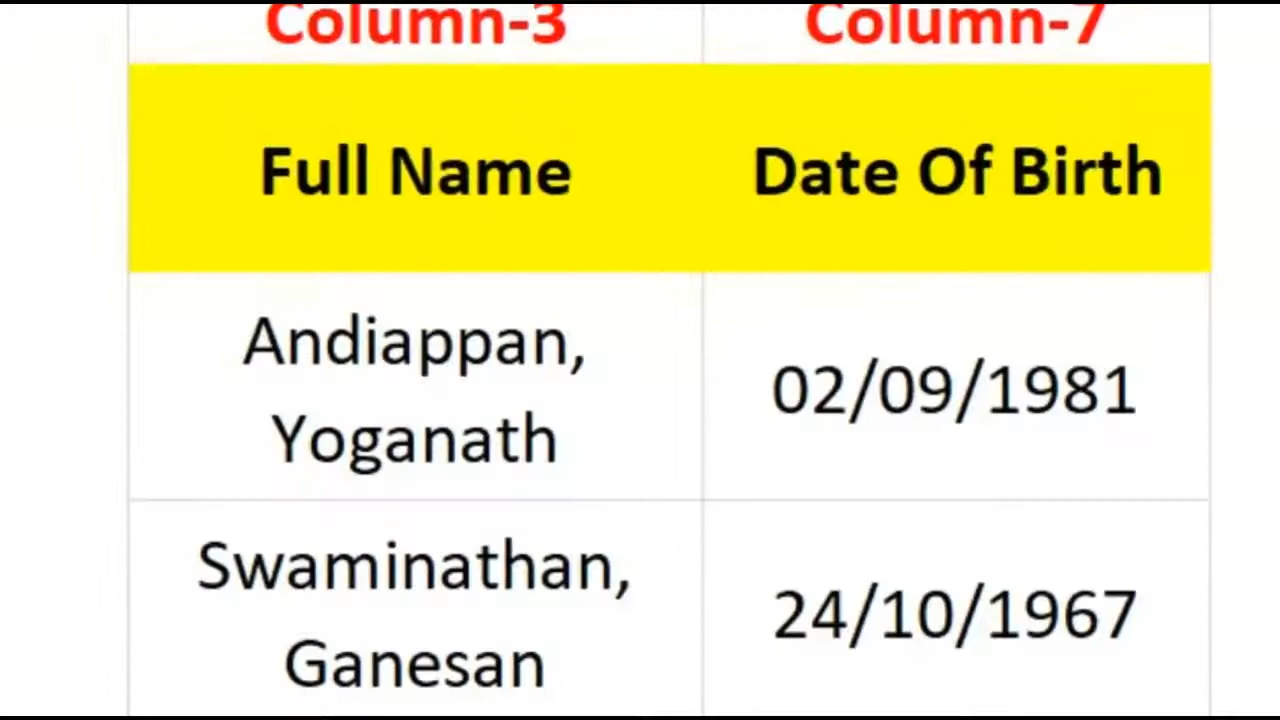 Column-3 Column-7
Full Name Date Of Birth
Andiappan,
Yoganath
02/09/1981
Swaminathan,
Ganesan
24/10/1967